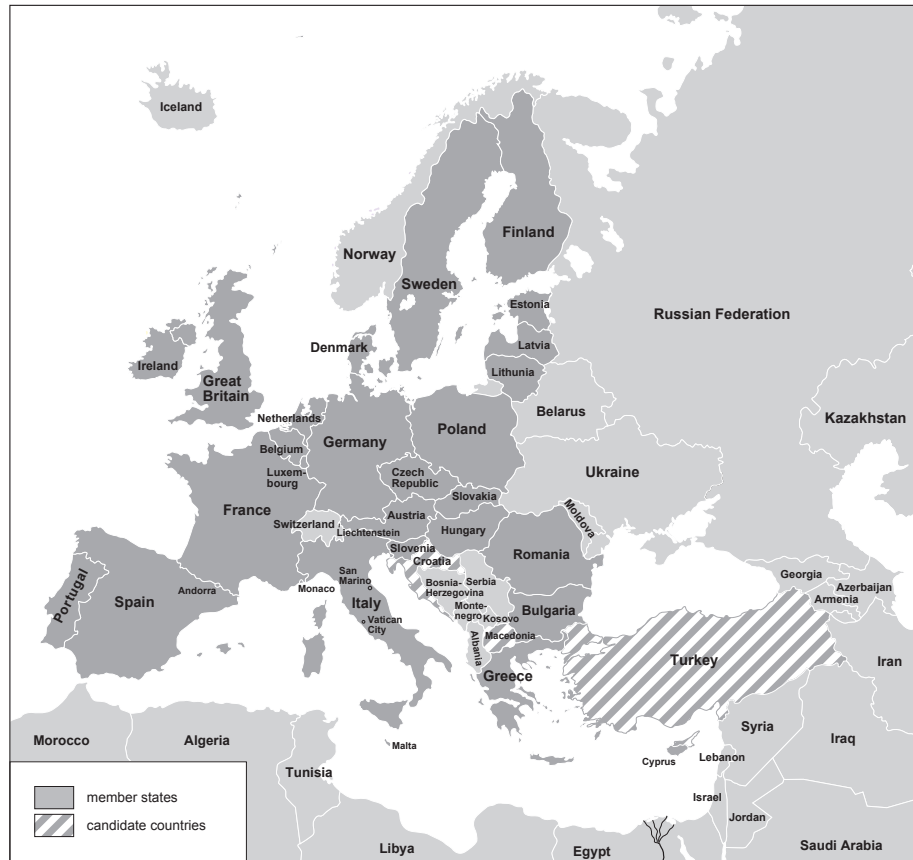 Iceland
Norway
Finland
Sweden
Estonia
Russian Federation
Latvia
Denmark
Lithunia
Ireland
Great
Britain
Belarus
Kazakhstan
Netherlands
Germany
Poland
Belgium
Ukraine
Luxem-
bourg
Czech
Republic
Slovakia
Moldova
France
Austria
Switzerland
Liechtenstein
Hungary
Slovenia
Romania
Croatia
San
Marino
Bosnia-
Herzegovina
Serbia
Georgia
Azerbaijan
Armenia
Portugal
Spain
Andorra
Monaco
Italy
Vatican
City
Monte-
negro
Kosovo
Bulgaria
Macedonia
Albania
Greece
Turkey
Iran
Morocco
Algeria
Tunisia
Malta
Cyprus
Syria
Lebanon
Iraq
Israel
Jordan
Libya
Egypt
Saudi Arabia
member states
candidate countries